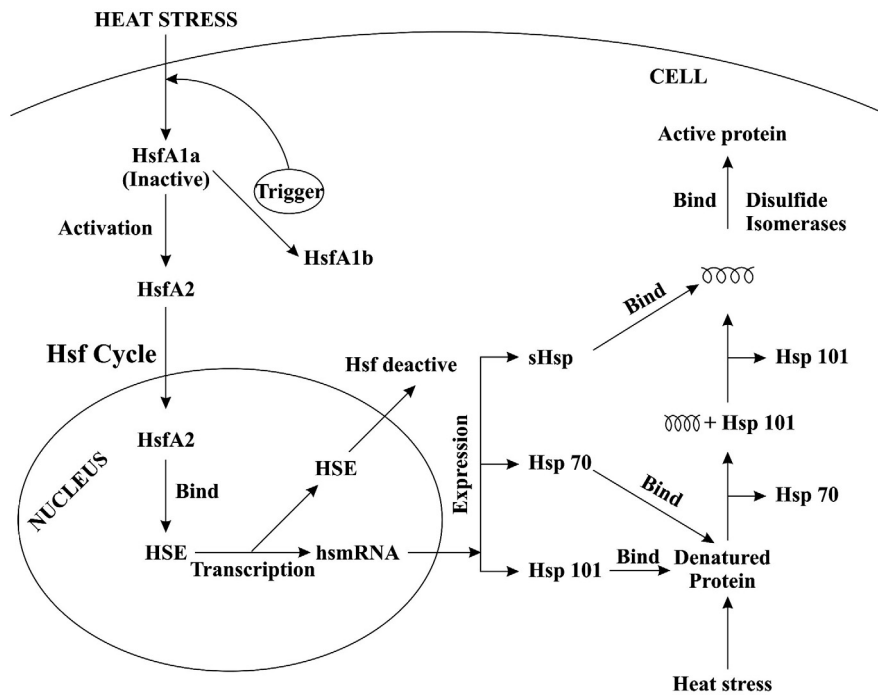 HEAT STRESS
CELL
HsfA1a
(Inactive)
Trigger
Activation
HsfA1b
HsfA2
Hsf Cycle
NUCLEUS
HsfA2
Bind
HSE
Transcription
hsmRNA
HSE
Hsf deactive
Expression
sHsp
Hsp 70
Hsp 101
Bind
Bind
Bind
Active protein
Bind
Disulfide
Isomerases
Hsp 101
+ Hsp 101
Hsp 70
Denatured
Protein
Heat stress